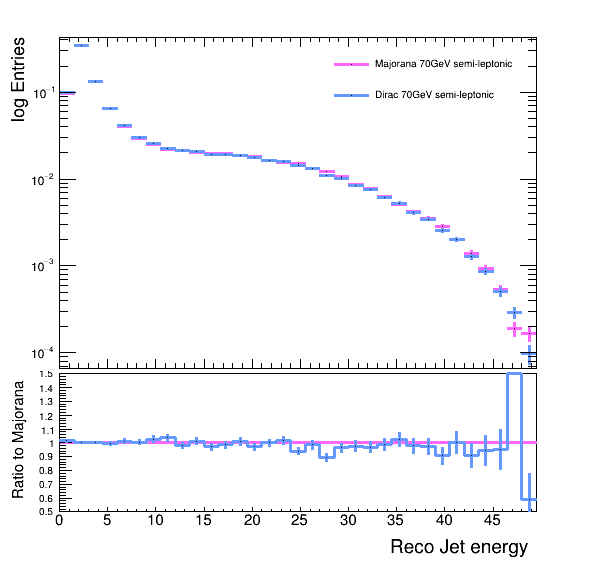 log Entries
Majorana 70GeV semi-leptonic
Dirac 70GeV semi-leptonic
10⁻¹
10⁻²
10⁻³
10⁻⁴
Ratio to Majorana
1.5
1.4
1.3
1.2
1.1
1
0.9
0.8
0.7
0.6
0.5
0 5 10 15 20 25 30 35 40 45
Reco Jet energy